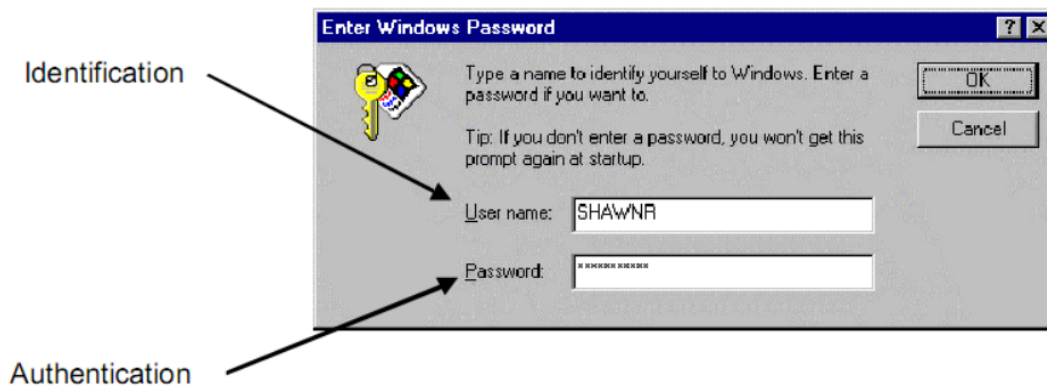 Enter Windows Password
Identification
Type a name to identify yourself to Windows. Enter a
password if you want to.
OK
Tip: If you don't enter a password, you won't get this
prompt again at startup.
Cancel
User name:
SHAWNR
Password:
***********
Authentication